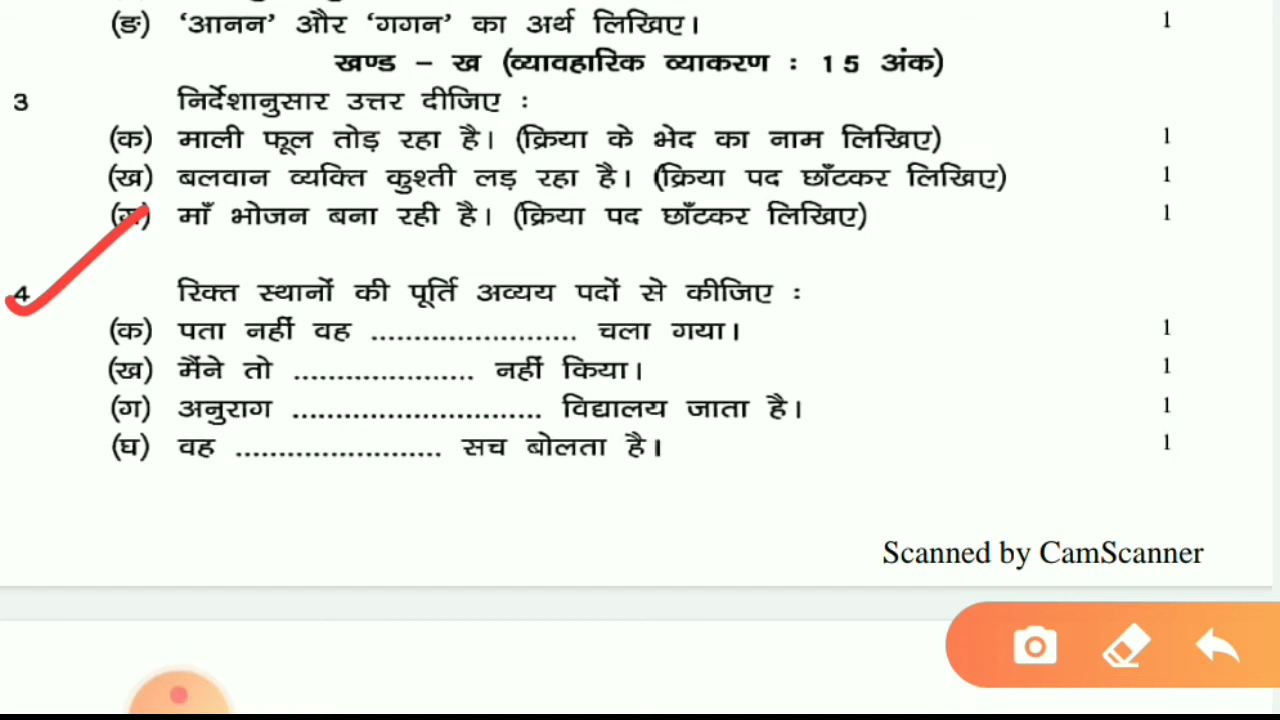 (ङ) ‘आनन’ और ‘गगन’ का अर्थ लिखिए। 1
खण्ड – ख (व्यावहारिक व्याकरण : 15 अंक)
3 निर्देशानुसार उत्तर दीजिए :
(क) माली फूल तोड़ रहा है। (क्रिया के भेद का नाम लिखिए) 1
(ख) बलवान व्यक्ति कुश्ती लड़ रहा है। (क्रिया पद छाँटकर लिखिए) 1
(ग) माँ भोजन बना रही है। (क्रिया पद छाँटकर लिखिए) 1
4 रिक्त स्थानों की पूर्ति अव्यय पदों से कीजिए :
(क) पता नहीं वह ........................ चला गया। 1
(ख) मैंने तो ..................... नहीं किया। 1
(ग) अनुराग ............................. विद्यालय जाता है। 1
(घ) वह ........................ सच बोलता है। 1
Scanned by CamScanner